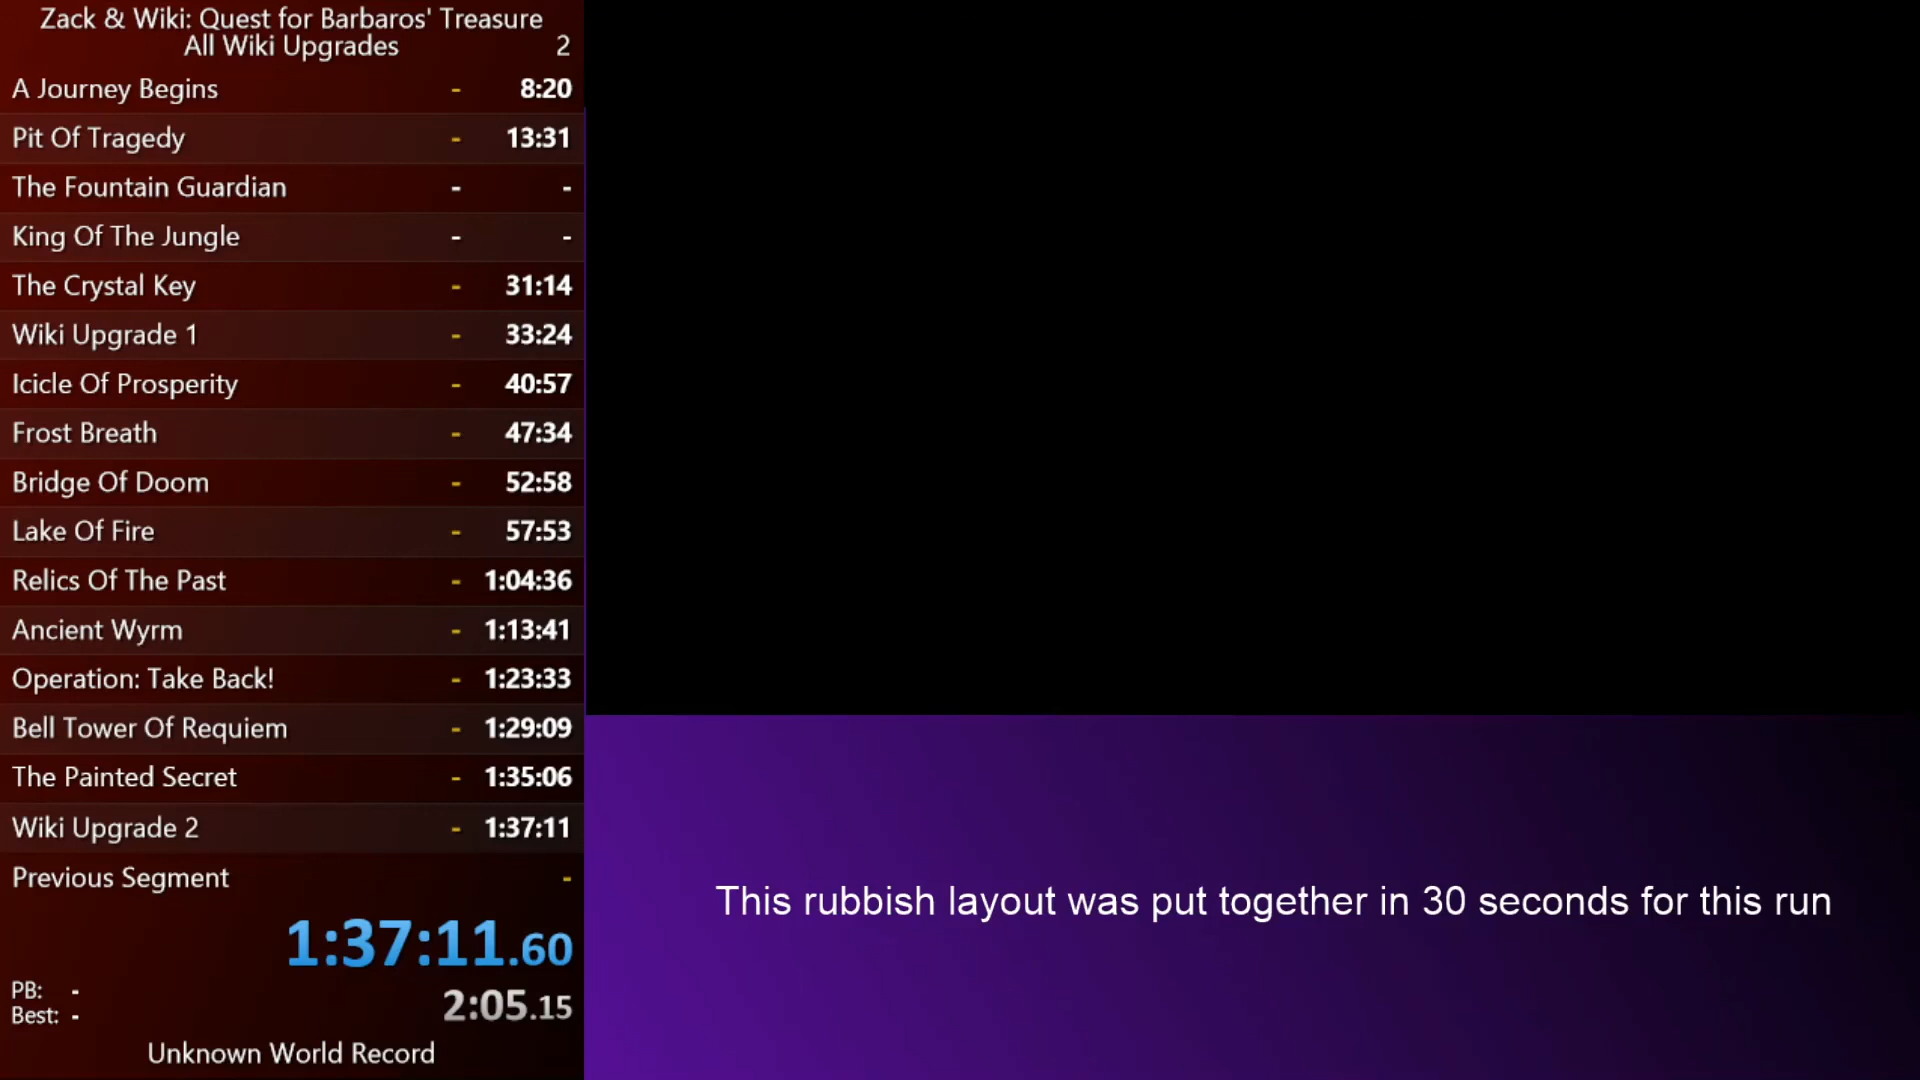 Zack & Wiki: Quest for Barbaros' Treasure
All Wiki Upgrades 2
A Journey Begins - 8:20
Pit Of Tragedy - 13:31
The Fountain Guardian - -
King Of The Jungle - -
The Crystal Key - 31:14
Wiki Upgrade 1 - 33:24
Icicle Of Prosperity - 40:57
Frost Breath - 47:34
Bridge Of Doom - 52:58
Lake Of Fire - 57:53
Relics Of The Past - 1:04:36
Ancient Wyrm - 1:13:41
Operation: Take Back! - 1:23:33
Bell Tower Of Requiem - 1:29:09
The Painted Secret - 1:35:06
Wiki Upgrade 2 - 1:37:11
Previous Segment -
1:37:11.60
PB: -
Best: -
2:05.15
Unknown World Record
This rubbish layout was put together in 30 seconds for this run